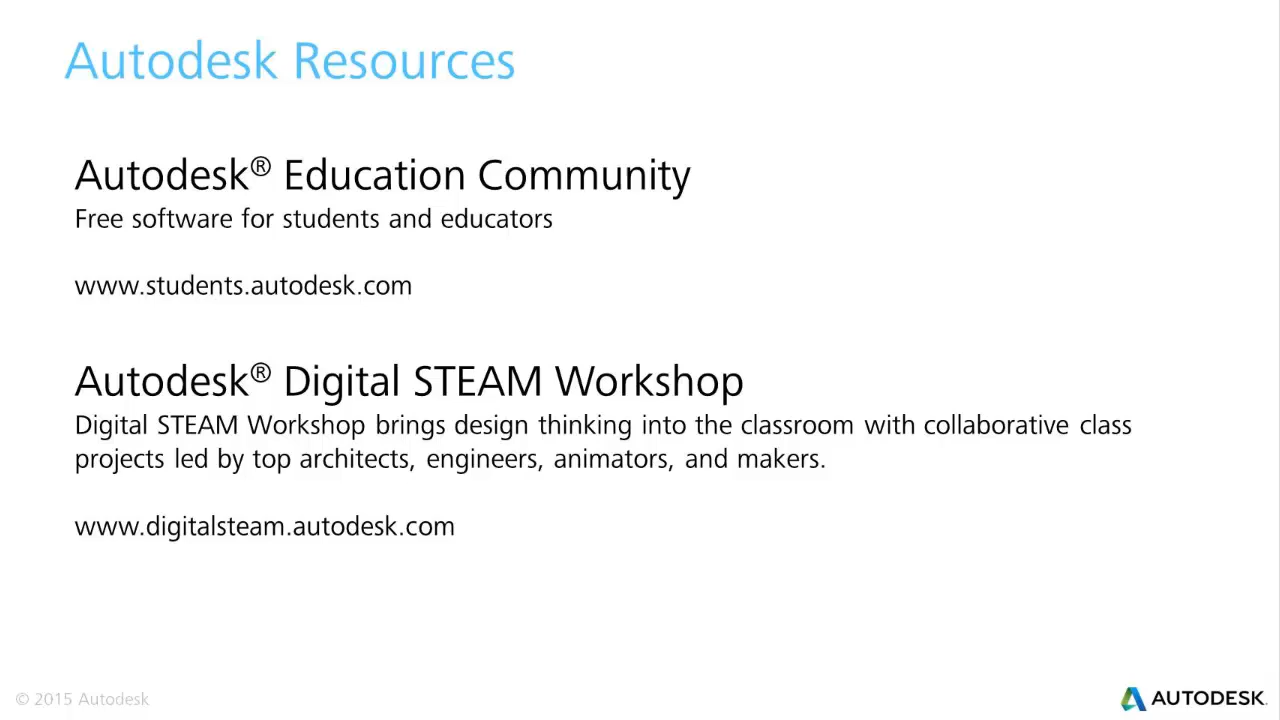 Autodesk Resources
Autodesk® Education Community
Free software for students and educators
www.students.autodesk.com
Autodesk® Digital STEAM Workshop
Digital STEAM Workshop brings design thinking into the classroom with collaborative class
projects led by top architects, engineers, animators, and makers.
www.digitalsteam.autodesk.com
© 2015 Autodesk
AUTODESK.